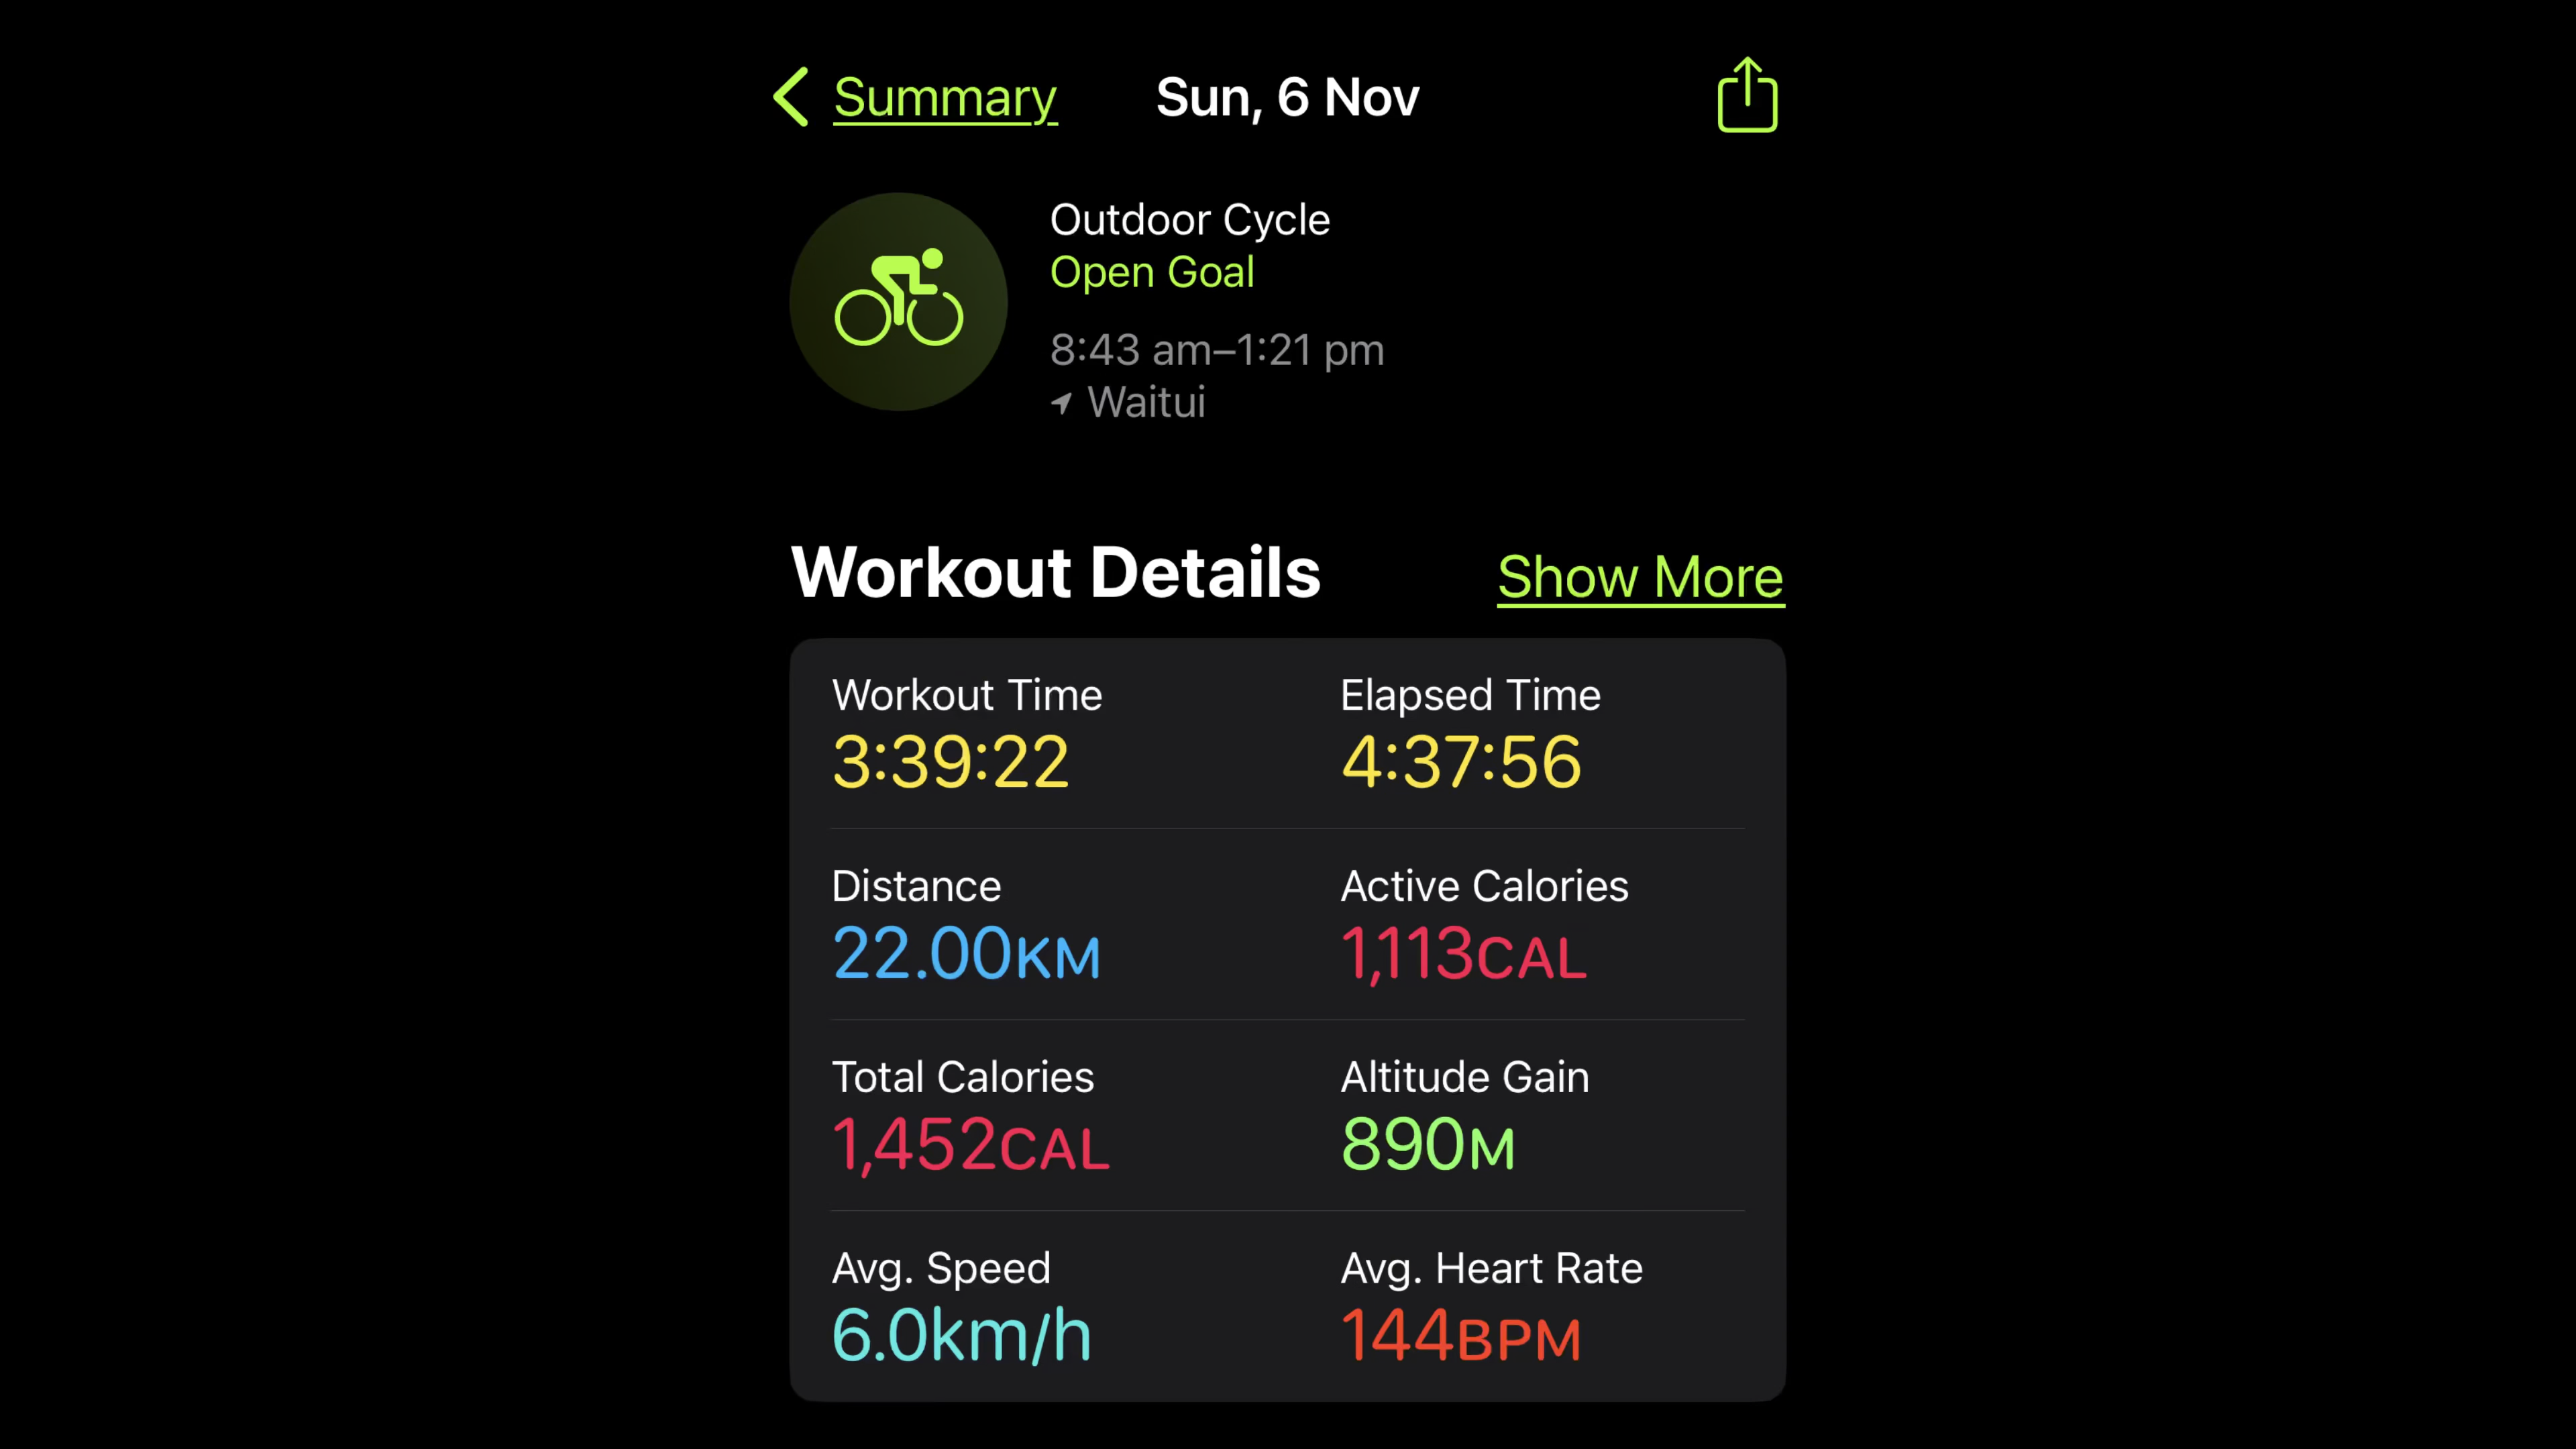 Summary
Sun, 6 Nov
Outdoor Cycle
Open Goal
8:43 am–1:21 pm
Waitui
Workout Details
Show More
Workout Time
3:39:22
Elapsed Time
4:37:56
Distance
22.00KM
Active Calories
1,113CAL
Total Calories
1,452CAL
Altitude Gain
890M
Avg. Speed
6.0km/h
Avg. Heart Rate
144BPM